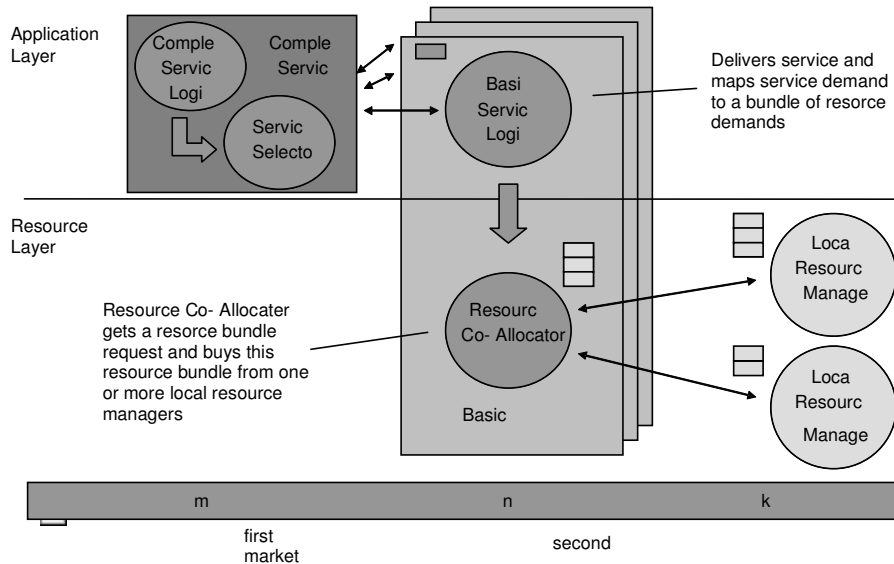 Application
Layer
Comple
Servic
Logi
Comple
Servic
Servic
Selecto
Basi
Servic
Logi
Delivers service and
maps service demand
to a bundle of resorce
demands
Resource
Layer
Resource Co- Allocater
gets a resorce bundle
request and buys this
resource bundle from one
or more local resource
managers
Resourc
Co- Allocator
Basic
Loca
Resourc
Manage
Loca
Resourc
Manage
m
n
k
first
market
second